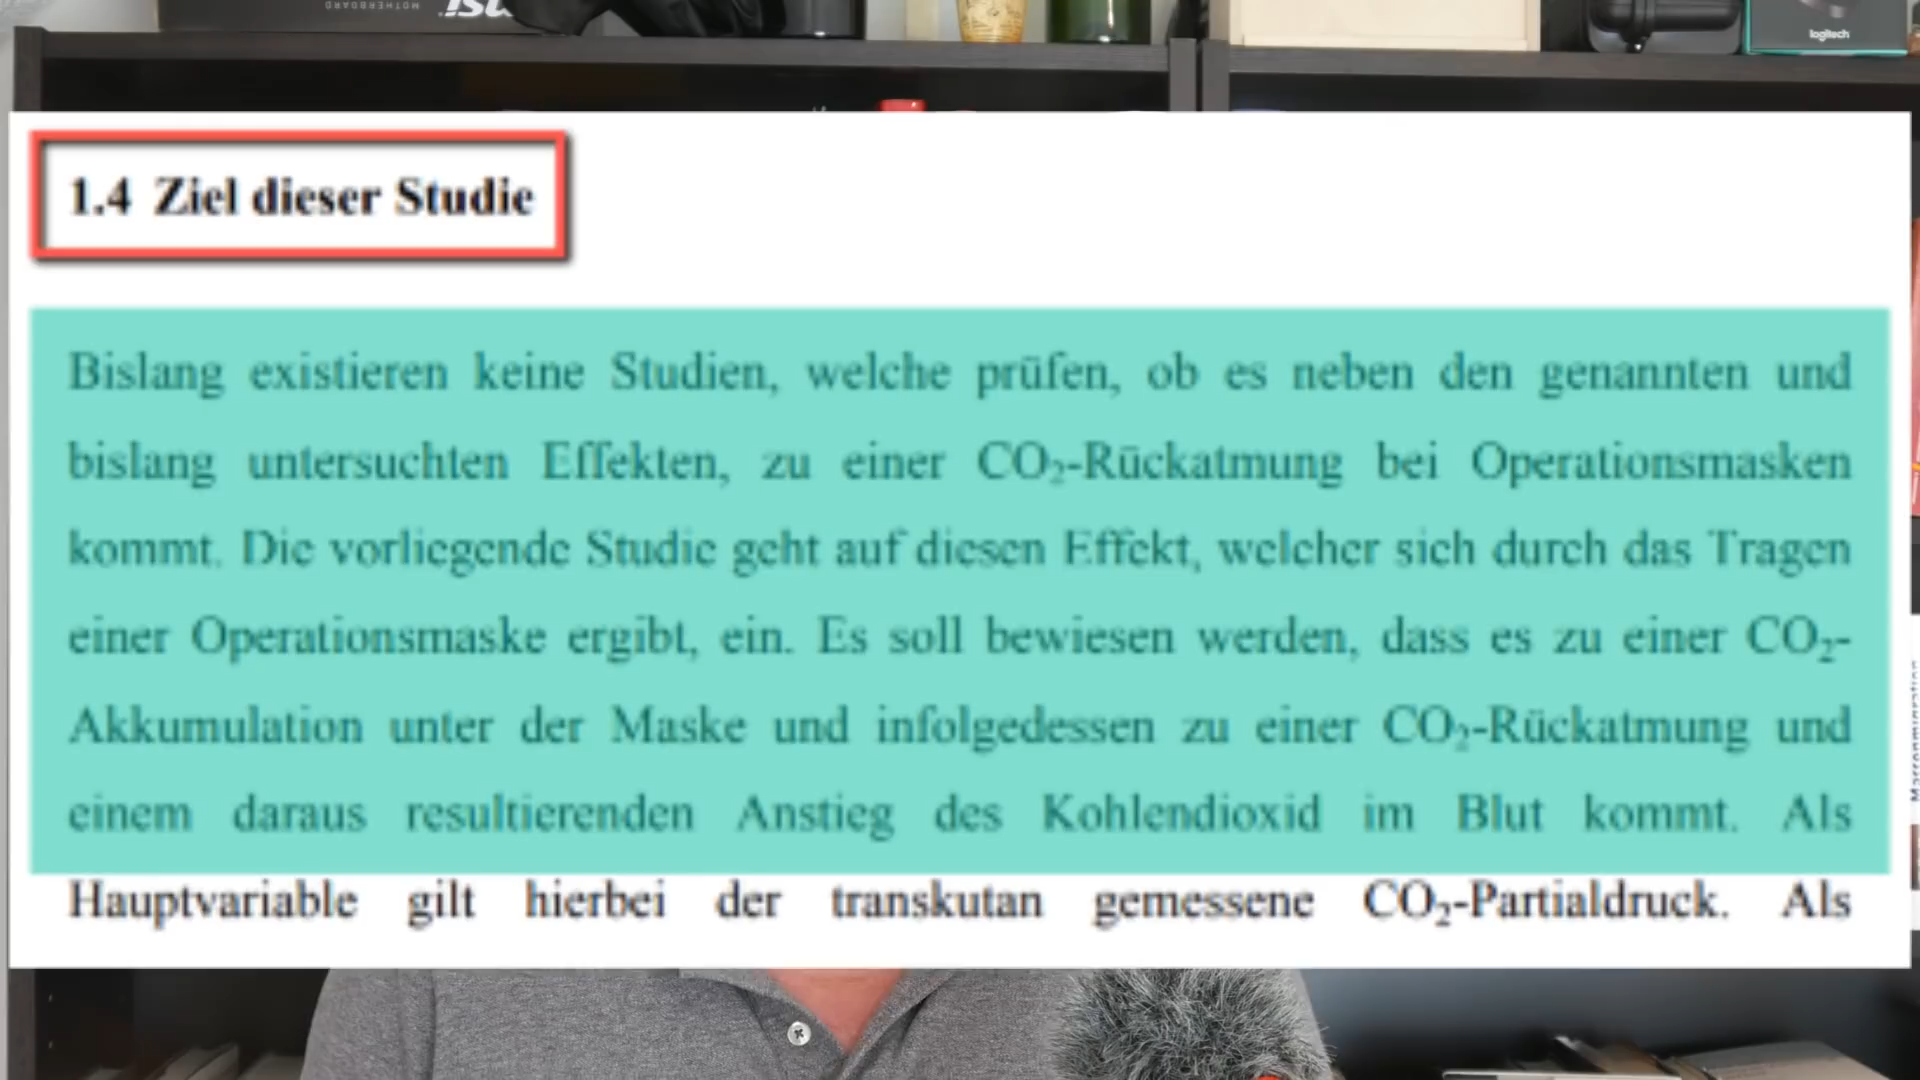 MOTHERBOARD
msi
logitech
1.4 Ziel dieser Studie
Bislang existieren keine Studien, welche prüfen, ob es neben den genannten und
bislang untersuchten Effekten, zu einer CO₂-Rückatmung bei Operationsmasken
kommt. Die vorliegende Studie geht auf diesen Effekt, welcher sich durch das Tragen
einer Operationsmaske ergibt, ein. Es soll bewiesen werden, dass es zu einer CO₂-
Akkumulation unter der Maske und infolgedessen zu einer CO₂-Rückatmung und
einem daraus resultierenden Anstieg des Kohlendioxid im Blut kommt. Als
Hauptvariable gilt hierbei der transkutan gemessene CO₂-Partialdruck. Als